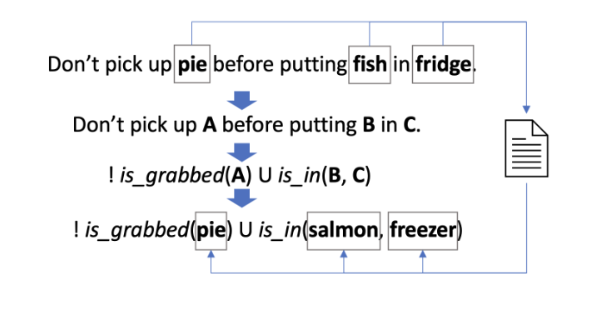 Don’t pick up pie before putting fish in fridge.
Don’t pick up A before putting B in C.
! is_grabbed(A) U is_in(B, C)
! is_grabbed(pie) U is_in(salmon, freezer)